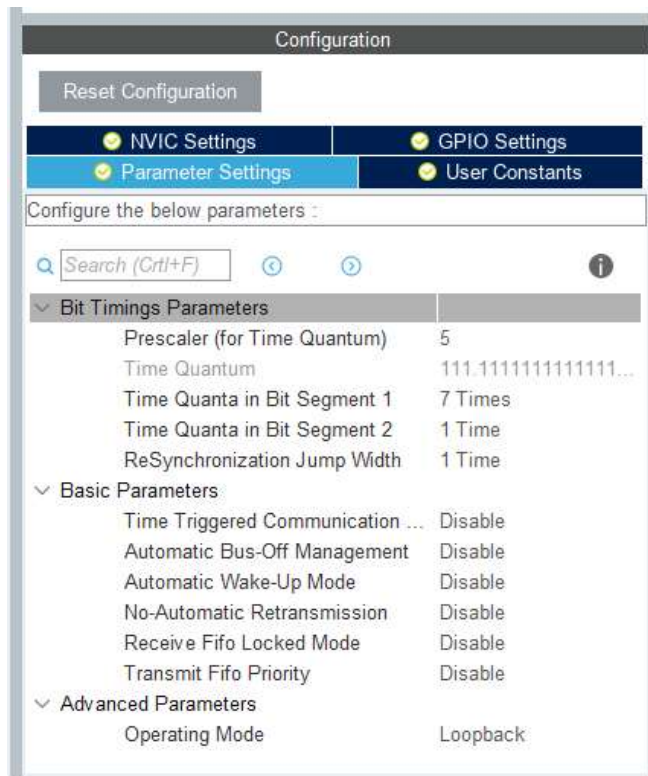 Configuration
Reset Configuration
NVIC Settings
GPIO Settings
Parameter Settings
User Constants
Configure the below parameters :
Search (Crtl+F)
Bit Timings Parameters
Prescaler (for Time Quantum) 5
Time Quantum 111.1111111111111...
Time Quanta in Bit Segment 1 7 Times
Time Quanta in Bit Segment 2 1 Time
ReSynchronization Jump Width 1 Time
Basic Parameters
Time Triggered Communication ... Disable
Automatic Bus-Off Management Disable
Automatic Wake-Up Mode Disable
No-Automatic Retransmission Disable
Receive Fifo Locked Mode Disable
Transmit Fifo Priority Disable
Advanced Parameters
Operating Mode Loopback